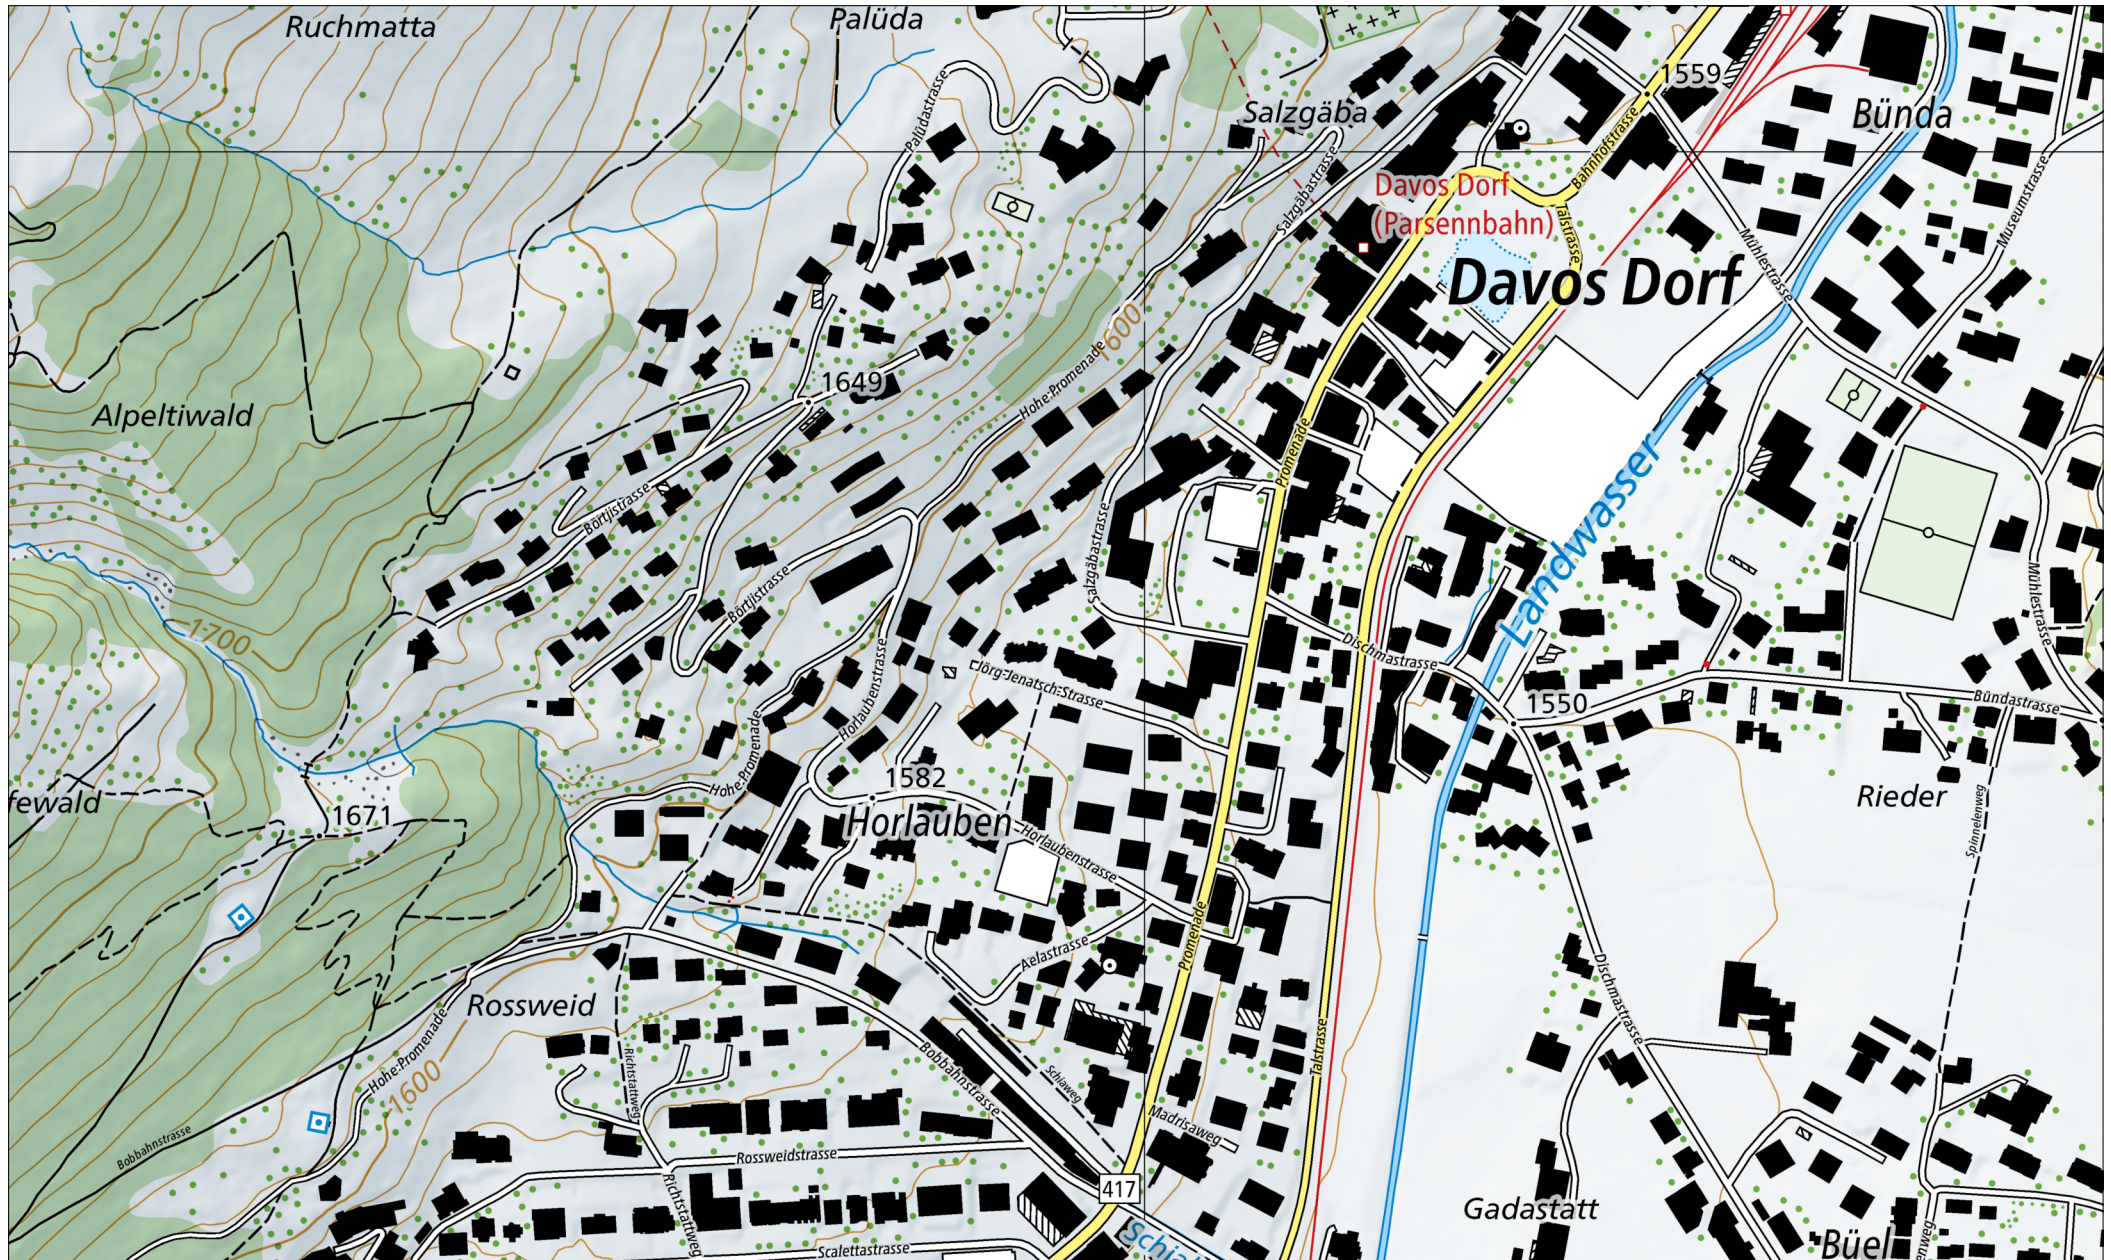 Ruchmatta
Palüda
1559
Bünda
Salzgäba
Palüdastrasse
Bahnhofstrasse
Salzgäbastrasse
Davos Dorf
(Parsennbahn)
Talstrasse
Mühlestrasse
Museumstrasse
Davos Dorf
1600
Hohe-Promenade
1649
Alpeltiwald
Promenade
Landwasser
Börtjistrasse
Salzgäbastrasse
Börtjistrasse
Mühlestrasse
1700
Dischmastrasse
Horlaubenstrasse
Jörg-Jenatsch-Strasse
1550
Bündastrasse
Hohe-Promenade
1582
Rieder
fewald
1671
Horlauben
Horlaubenstrasse
Spinnelenweg
Promenade
Aelastrasse
Dischmastrasse
Rossweid
Hohe-Promenade
1600
Richtstattweg
Bobbahnstrasse
Schiaweg
Talstrasse
Madrisaweg
Bobbahnstrasse
Rossweidstrasse
417
Richtstattweg
Gadastatt
Büel
Scalettastrasse